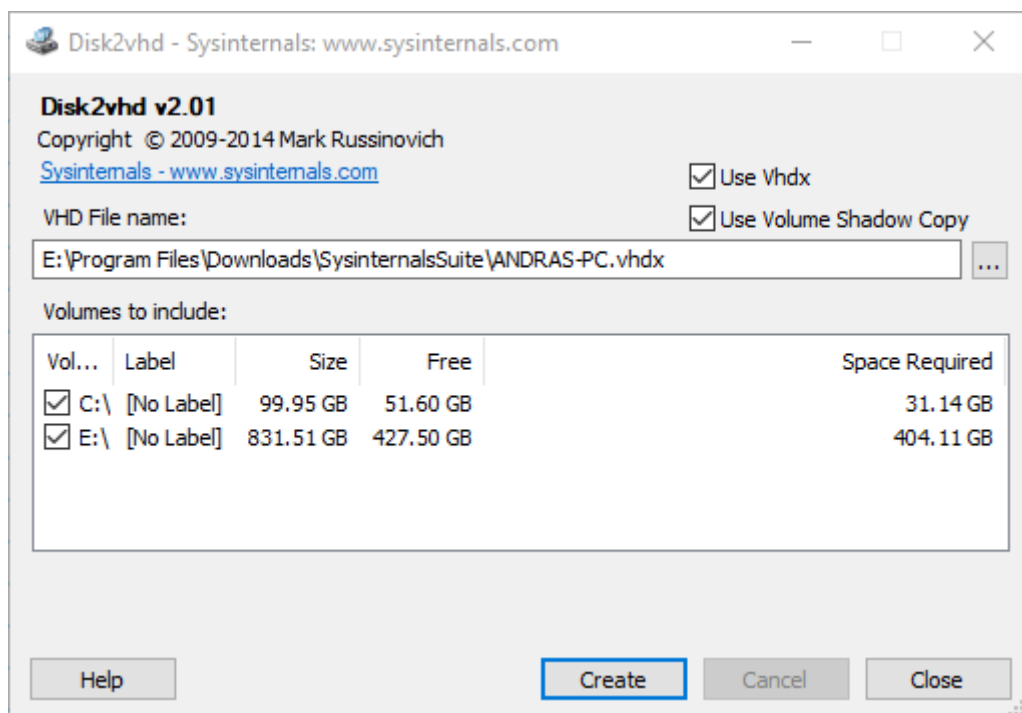 Disk2vhd - Sysinternals: www.sysinternals.com
Disk2vhd v2.01
Copyright © 2009-2014 Mark Russinovich
Sysinternals - www.sysinternals.com
Use Vhdx
VHD File name:
Use Volume Shadow Copy
E:\Program Files\Downloads\SysinternalsSuite\ANDRAS-PC.vhdx
...
Volumes to include:
Vol... Label Size Free Space Required
C:\ [No Label] 99.95 GB 51.60 GB 31.14 GB
E:\ [No Label] 831.51 GB 427.50 GB 404.11 GB
Help Create Cancel Close